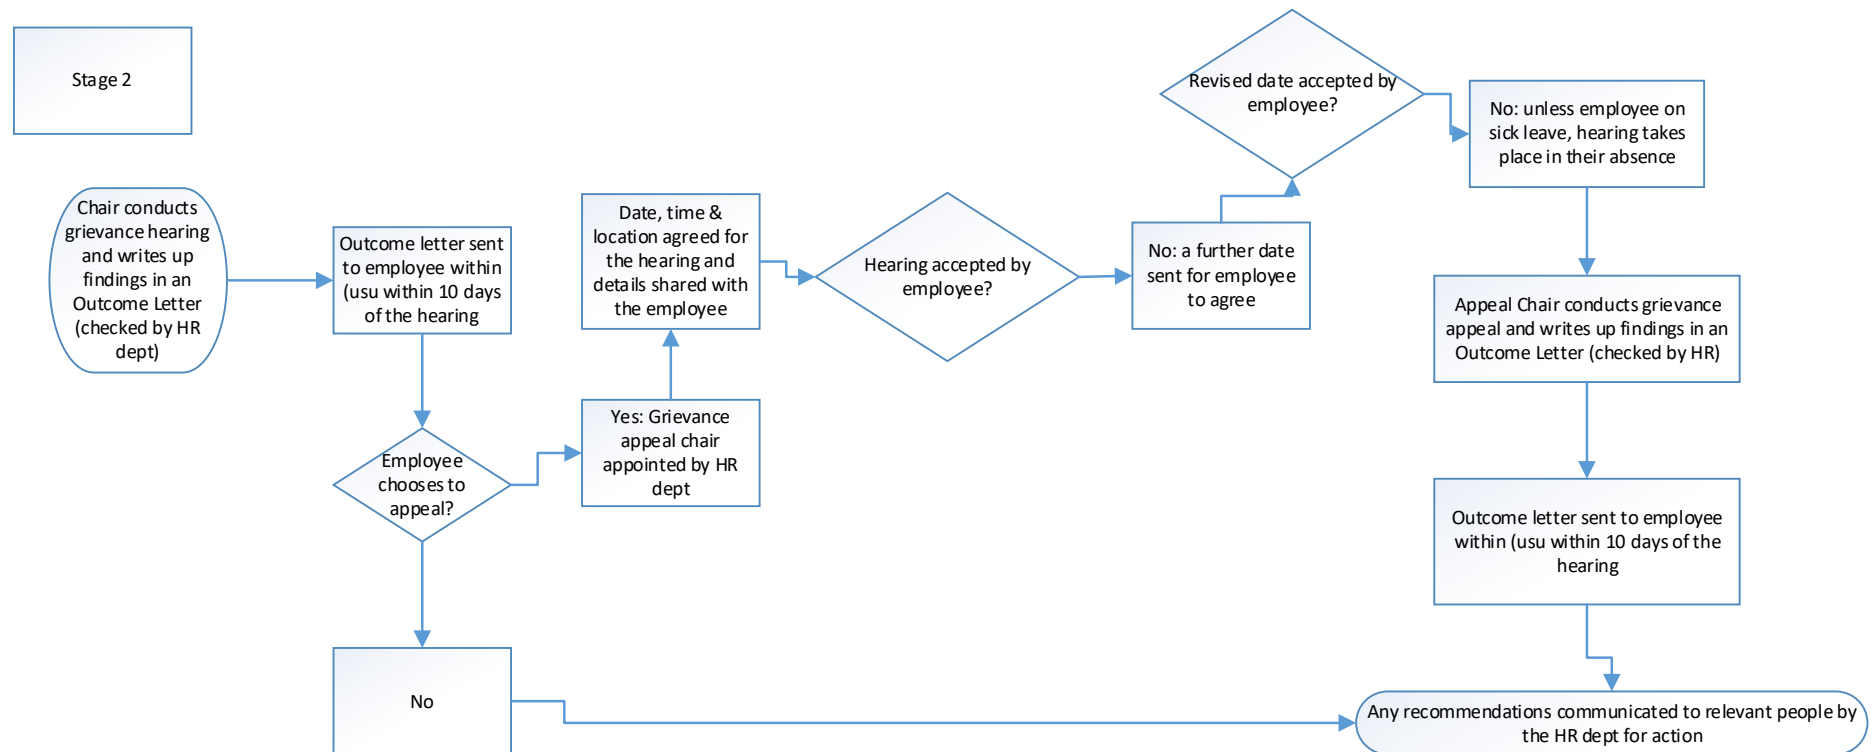 Stage 2
Chair conducts
grievance hearing
and writes up
findings in an
Outcome Letter
(checked by HR
dept)
Outcome letter sent
to employee within
(usu within 10 days
of the hearing
Employee
chooses to
appeal?
No
Yes: Grievance
appeal chair
appointed by HR
dept
Date, time &
location agreed for
the hearing and
details shared with
the employee
Hearing accepted by
employee?
No: a further date
sent for employee
to agree
Revised date accepted by
employee?
No: unless employee on
sick leave, hearing takes
place in their absence
Appeal Chair conducts grievance
appeal and writes up findings in an
Outcome Letter (checked by HR)
Outcome letter sent to employee
within (usu within 10 days of the
hearing
Any recommendations communicated to relevant people by
the HR dept for action